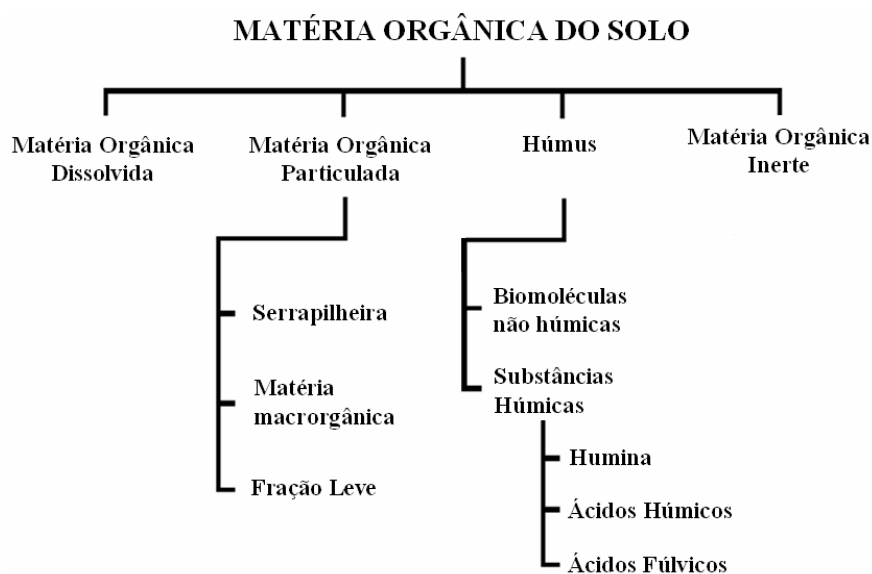 MATÉRIA ORGÂNICA DO SOLO
Matéria Orgânica
Dissolvida
Matéria Orgânica
Particulada
Húmus
Matéria Orgânica
Inerte
Serrapilheira
Matéria
macrorgânica
Fração Leve
Biomoléculas
não húmicas
Substâncias
Húmicas
Humina
Ácidos Húmicos
Ácidos Fúlvicos